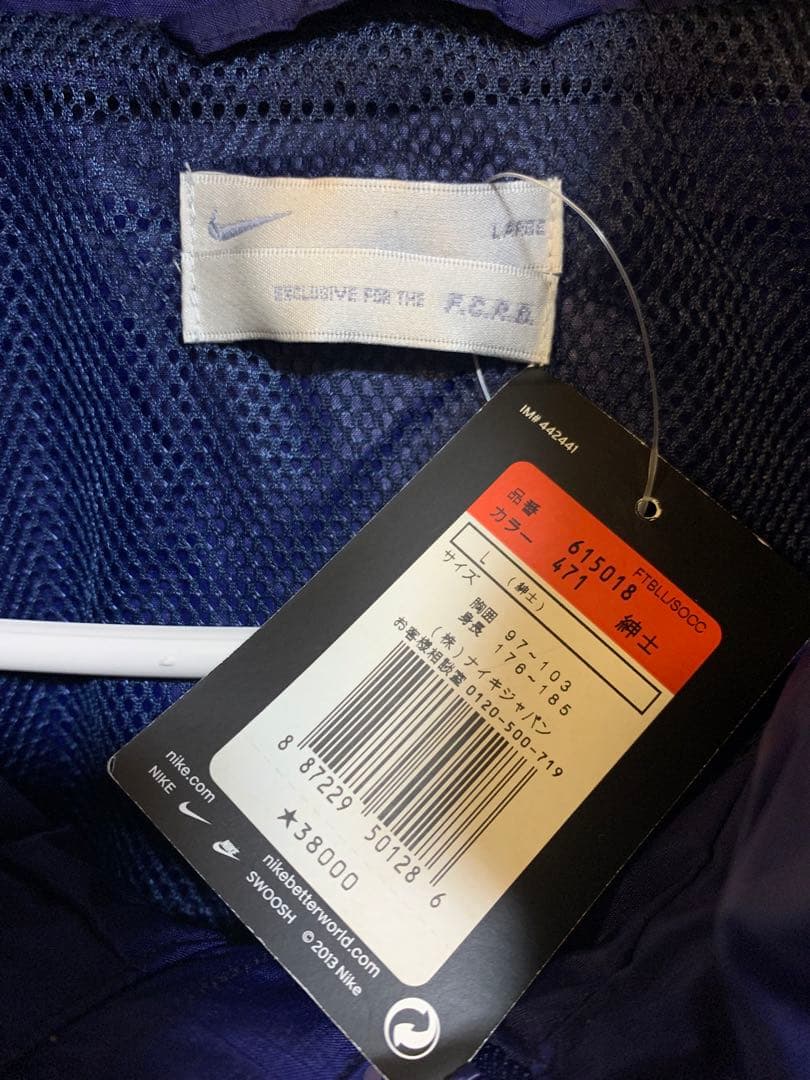 LARGE
EXCLUSIVE FOR THE F.C.R.B.
IM# 442441
品番 615018 FTBLL/SOCC
カラー 471 紳士
L (紳士)
サイズ
胸囲 97~103
身長 176~185
(株)ナイキジャパン
お客様相談室 0120-500-719
8 87229 50128 6
★38000
nike.com
NIKE
nikebetterworld.com
SWOOSH © 2013 Nike